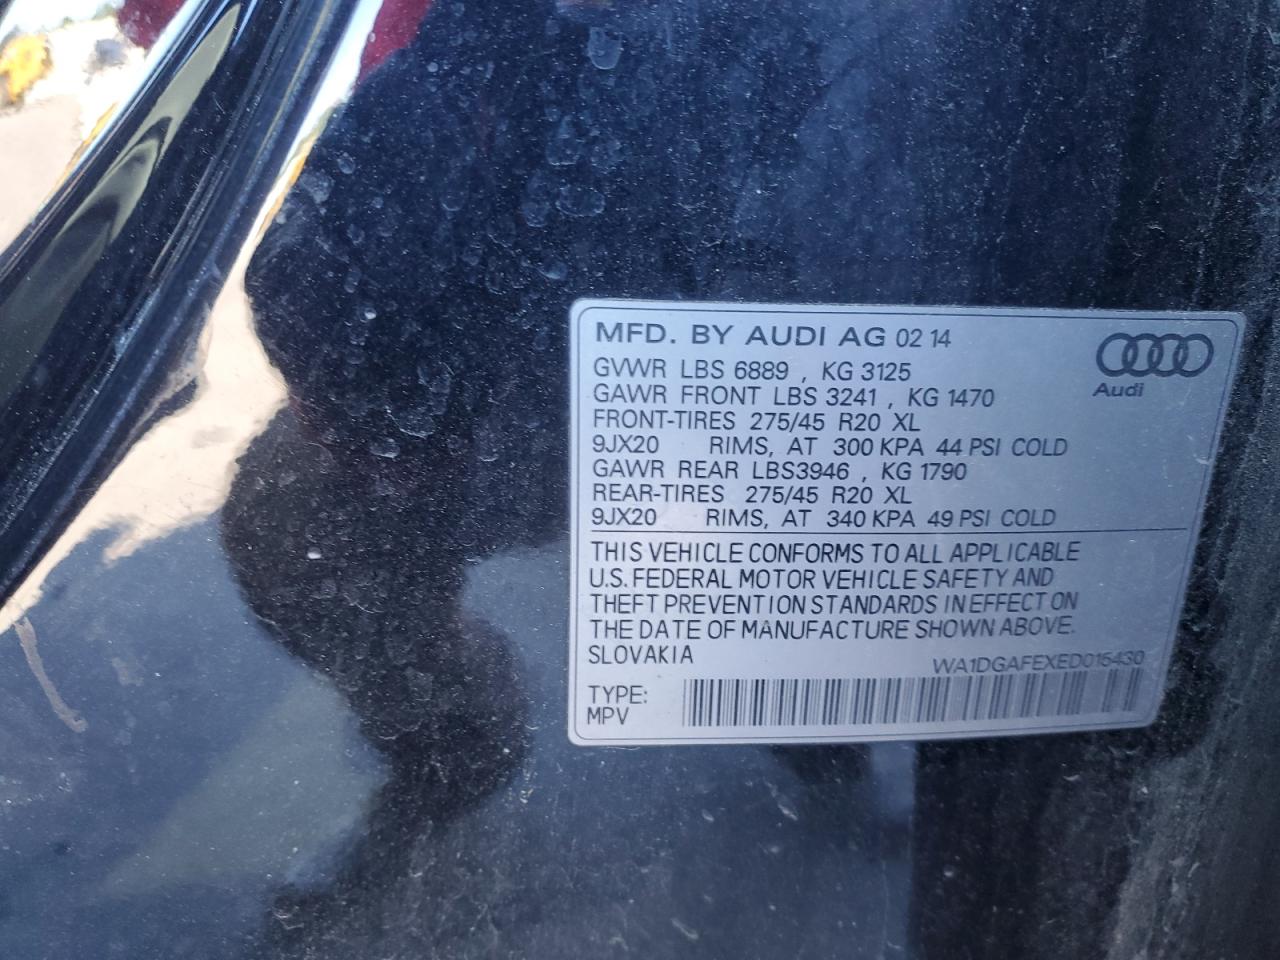 MFD. BY AUDI AG 02 14
GVWR LBS 6889 , KG 3125
GAWR FRONT LBS 3241 , KG 1470
FRONT-TIRES 275/45 R20 XL
9JX20 RIMS, AT 300 KPA 44 PSI COLD
GAWR REAR LBS3946 , KG 1790
REAR-TIRES 275/45 R20 XL
9JX20 RIMS, AT 340 KPA 49 PSI COLD
Audi
THIS VEHICLE CONFORMS TO ALL APPLICABLE
U.S. FEDERAL MOTOR VEHICLE SAFETY AND
THEFT PREVENTION STANDARDS IN EFFECT ON
THE DATE OF MANUFACTURE SHOWN ABOVE.
SLOVAKIA
WA1DGAFEXED015430
TYPE:
MPV